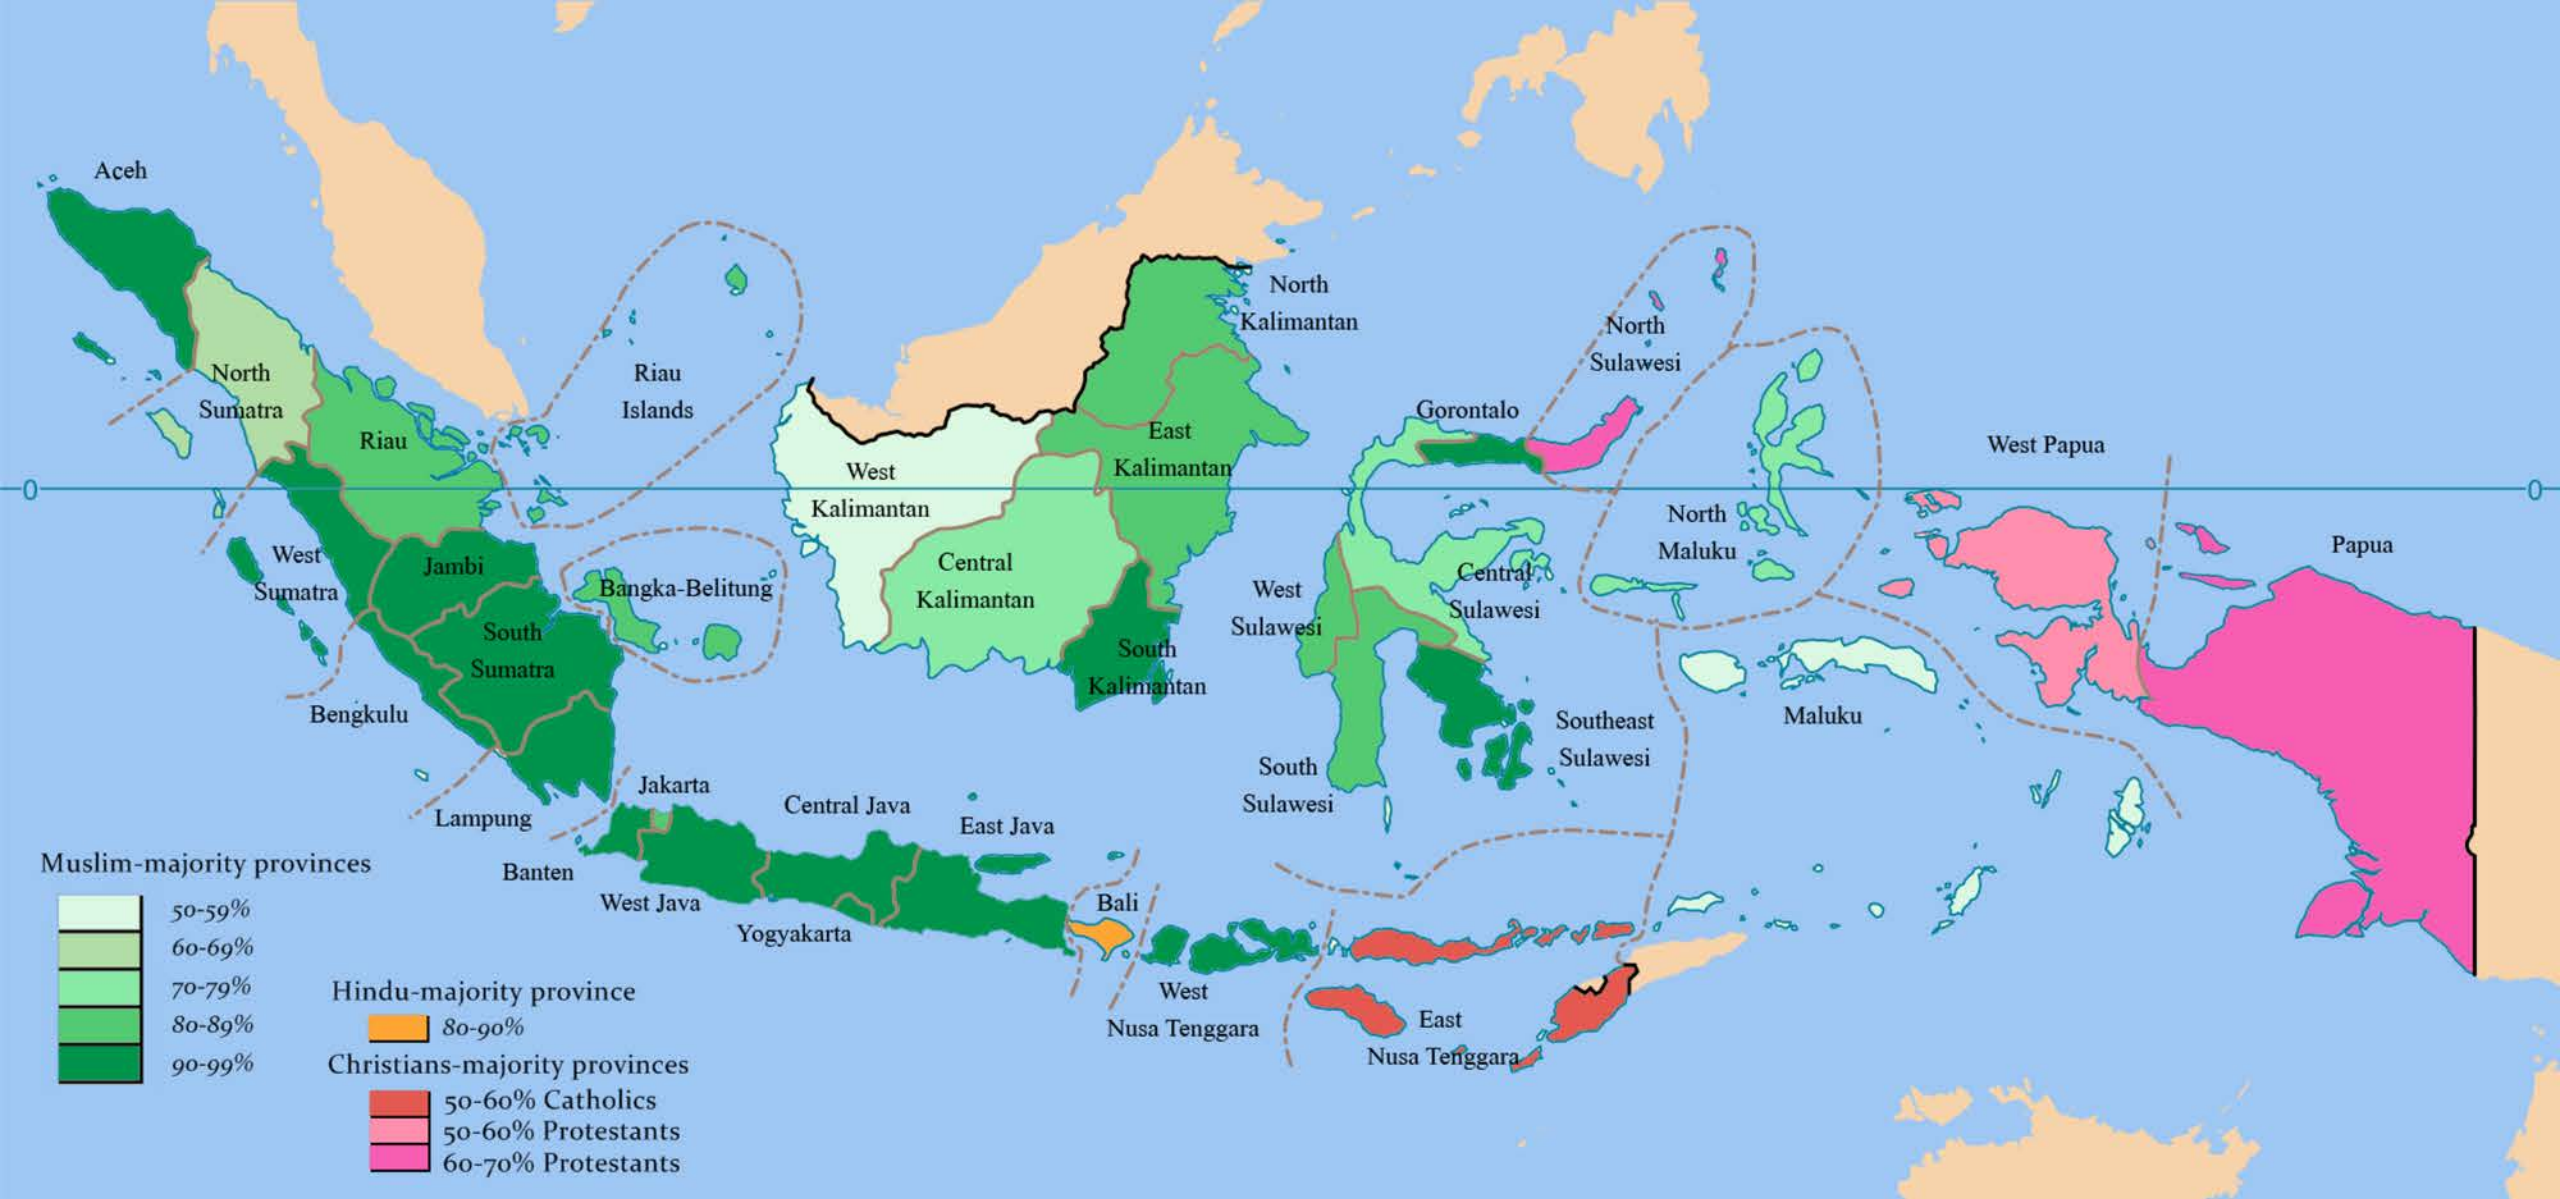 Aceh
North
Sumatra
Riau
Riau
Islands
West
Sumatra
Jambi
Bangka-Belitung
South
Sumatra
Bengkulu
Lampung
Banten
Jakarta
West Java
Central Java
Yogyakarta
East Java
Bali
West
Nusa Tenggara
East
Nusa Tenggara
West
Kalimantan
Central
Kalimantan
South
Kalimantan
East
Kalimantan
North
Kalimantan
Gorontalo
North
Sulawesi
West
Sulawesi
Central
Sulawesi
South
Sulawesi
Southeast
Sulawesi
North
Maluku
Maluku
West Papua
Papua
0
0
Muslim-majority provinces
50-59%
60-69%
70-79%
80-89%
90-99%
Hindu-majority province
80-90%
Christians-majority provinces
50-60% Catholics
50-60% Protestants
60-70% Protestants